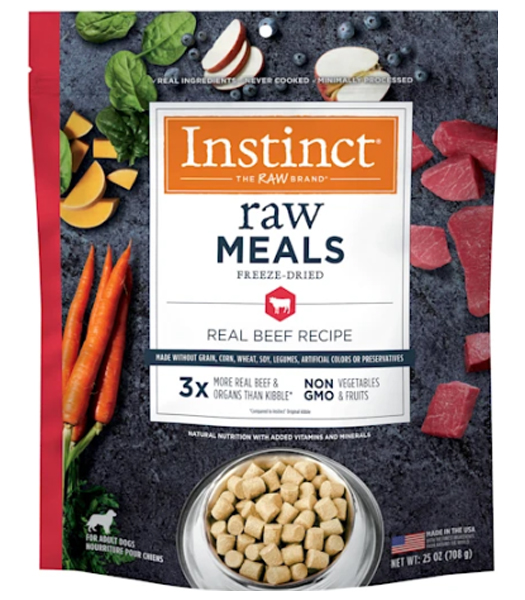 REAL INGREDIENTS • NEVER COOKED • MINIMALLY PROCESSED
Instinct®
THE RAW BRAND®
raw
MEALS
FREEZE-DRIED
REAL BEEF RECIPE
MADE WITHOUT GRAIN, CORN, WHEAT, SOY, LEGUMES, ARTIFICIAL COLORS OR PRESERVATIVES
3x MORE REAL BEEF & ORGANS THAN KIBBLE* NON GMO VEGETABLES & FRUITS
*Compared to Instinct® Original Kibble
NATURAL NUTRITION WITH ADDED VITAMINS AND MINERALS
FOR ADULT DOGS
NOURRITURE POUR CHIENS
MADE IN THE USA
NET WT: 25 OZ (708 g)